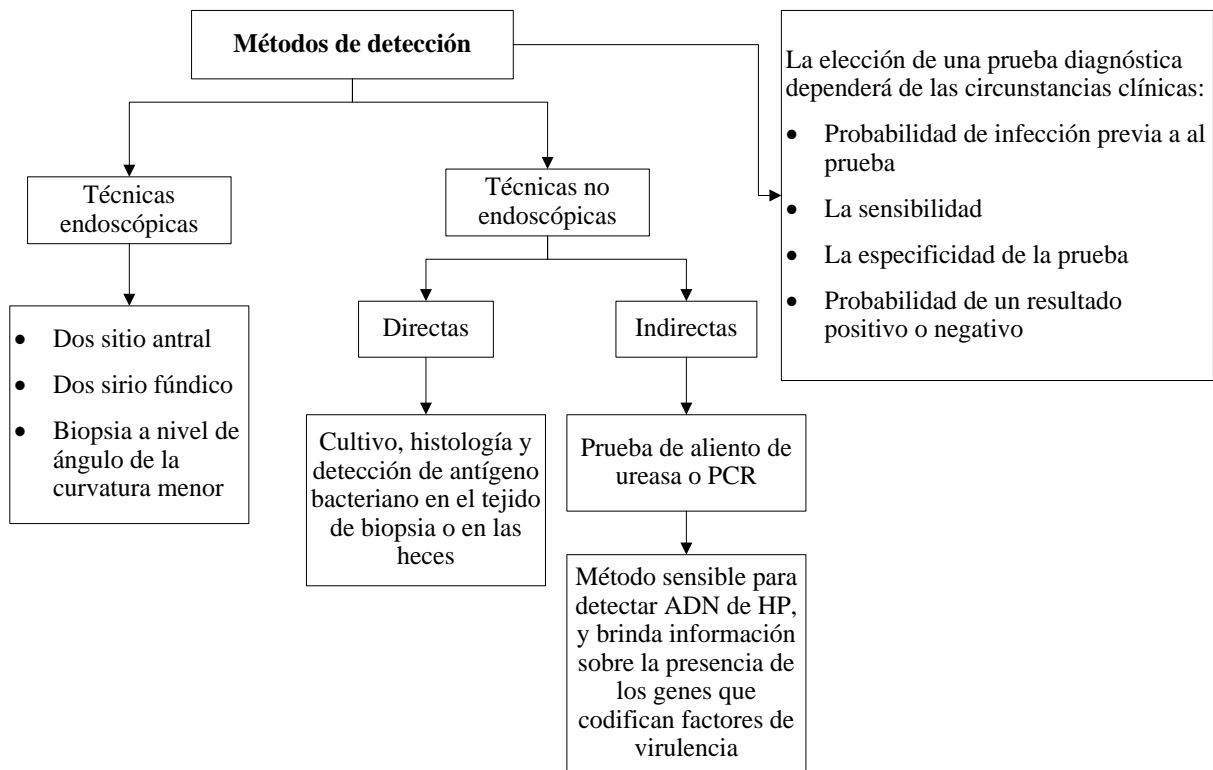 Métodos de detección
La elección de una prueba diagnóstica
dependerá de las circunstancias clínicas:
• Probabilidad de infección previa a al
prueba
• La sensibilidad
• La especificidad de la prueba
• Probabilidad de un resultado
positivo o negativo
Técnicas
endoscópicas
Técnicas no
endoscópicas
• Dos sitio antral
• Dos sirio fúndico
• Biopsia a nivel de
ángulo de la
curvatura menor
Directas
Indirectas
Cultivo, histología y
detección de antígeno
bacteriano en el tejido
de biopsia o en las
heces
Prueba de aliento de
ureasa o PCR
Método sensible para
detectar ADN de HP,
y brinda información
sobre la presencia de
los genes que
codifican factores de
virulencia